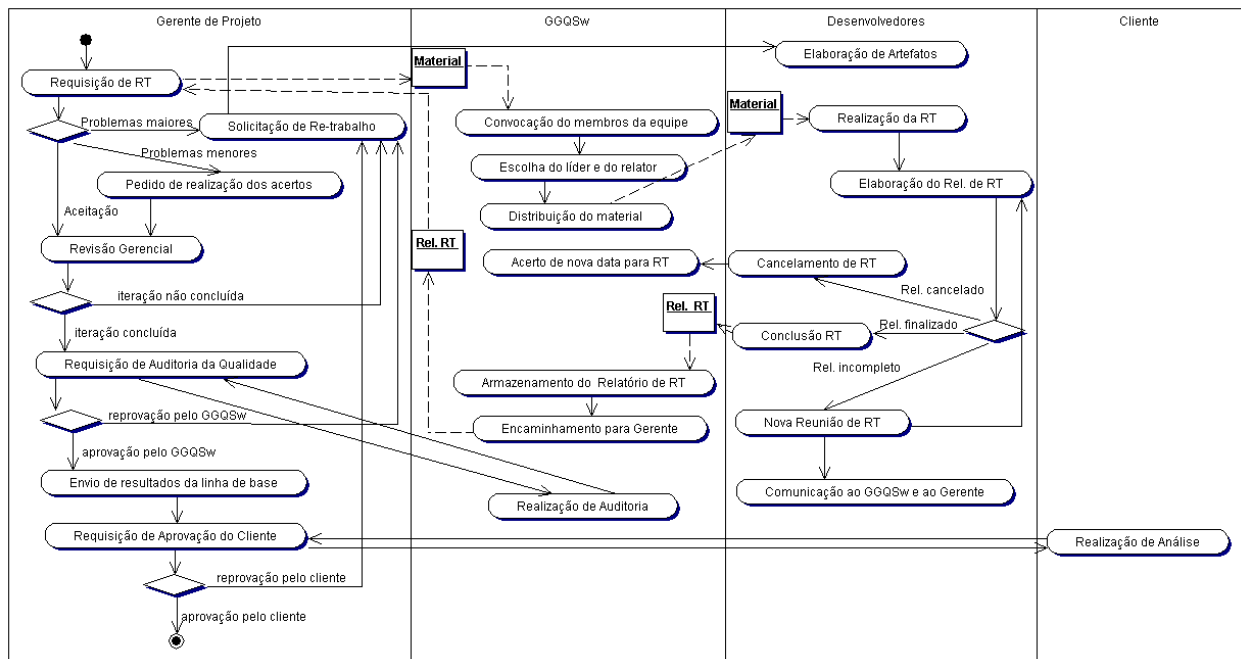 Gerente de Projeto
GGQSw
Desenvolvedores
Cliente
Requisição de RT
Material
Elaboração de Artefatos
Problemas maiores
Solicitação de Re-trabalho
Convocação do membros da equipe
Material
Realização da RT
Problemas menores
Pedido de realização dos acertos
Escolha do líder e do relator
Elaboração do Rel. de RT
Aceitação
Distribuição do material
Revisão Gerencial
Rel. RT
Acerto de nova data para RT
Cancelamento de RT
Rel. cancelado
iteração não concluída
Rel. RT
Rel. finalizado
iteração concluída
Conclusão RT
Requisição de Auditoria da Qualidade
Rel. incompleto
Armazenamento do Relatório de RT
reprovação pelo GGQSw
Encaminhamento para Gerente
Nova Reunião de RT
aprovação pelo GGQSw
Envio de resultados da linha de base
Comunicação ao GGQSw e ao Gerente
Realização de Auditoria
Requisição de Aprovação do Cliente
Realização de Análise
reprovação pelo cliente
aprovação pelo cliente